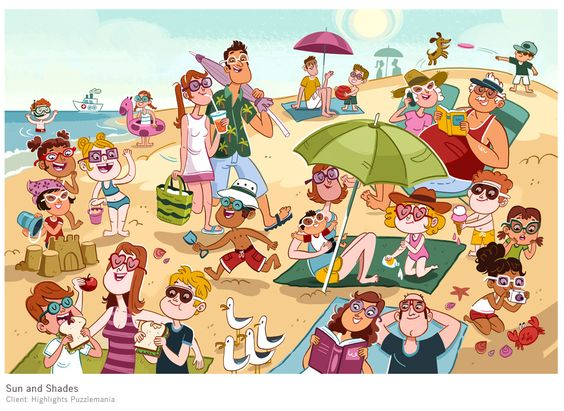 Sun and Shades
Client: Highlights Puzzlemania